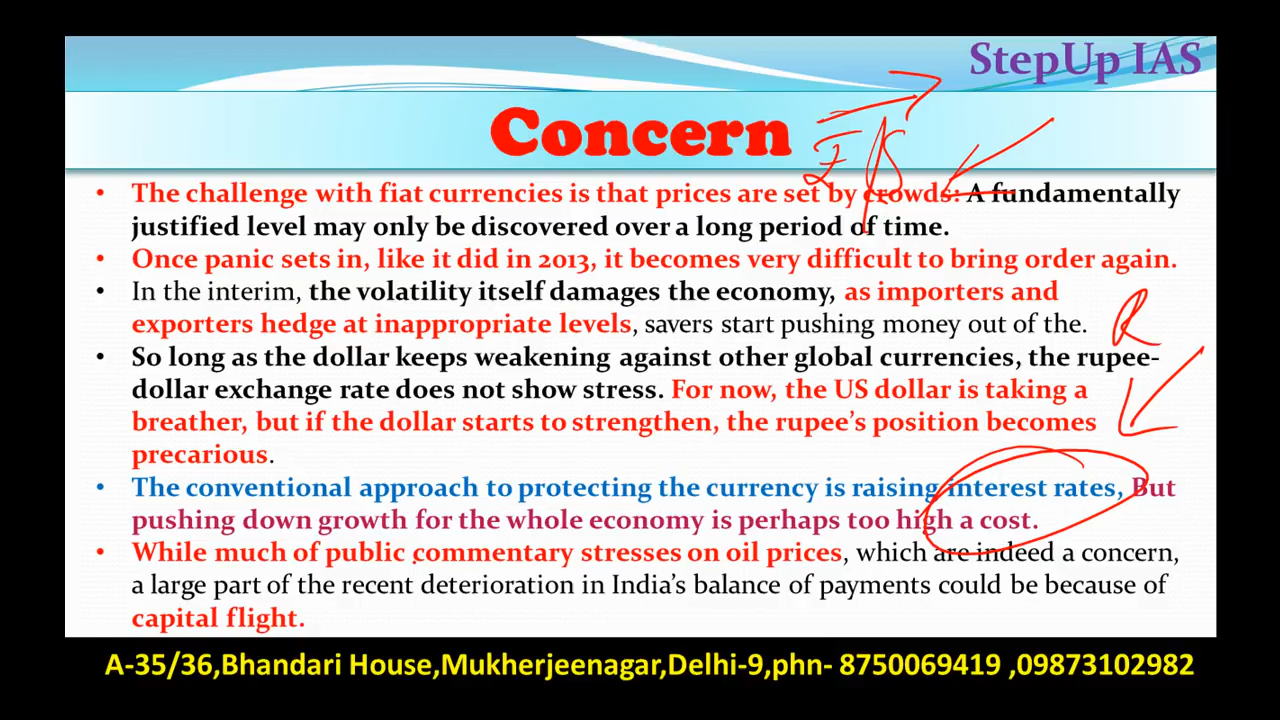 StepUp IAS
Concern
₹/$
• The challenge with fiat currencies is that prices are set by crowds: A fundamentally
justified level may only be discovered over a long period of time.
• Once panic sets in, like it did in 2013, it becomes very difficult to bring order again.
• In the interim, the volatility itself damages the economy, as importers and
exporters hedge at inappropriate levels, savers start pushing money out of the.
R
• So long as the dollar keeps weakening against other global currencies, the rupee-
dollar exchange rate does not show stress. For now, the US dollar is taking a
breather, but if the dollar starts to strengthen, the rupee's position becomes
precarious.
• The conventional approach to protecting the currency is raising interest rates, But
pushing down growth for the whole economy is perhaps too high a cost.
• While much of public commentary stresses on oil prices, which are indeed a concern,
a large part of the recent deterioration in India's balance of payments could be because of
capital flight.
A-35/36,Bhandari House,Mukherjeenagar,Delhi-9,phn- 8750069419 ,09873102982